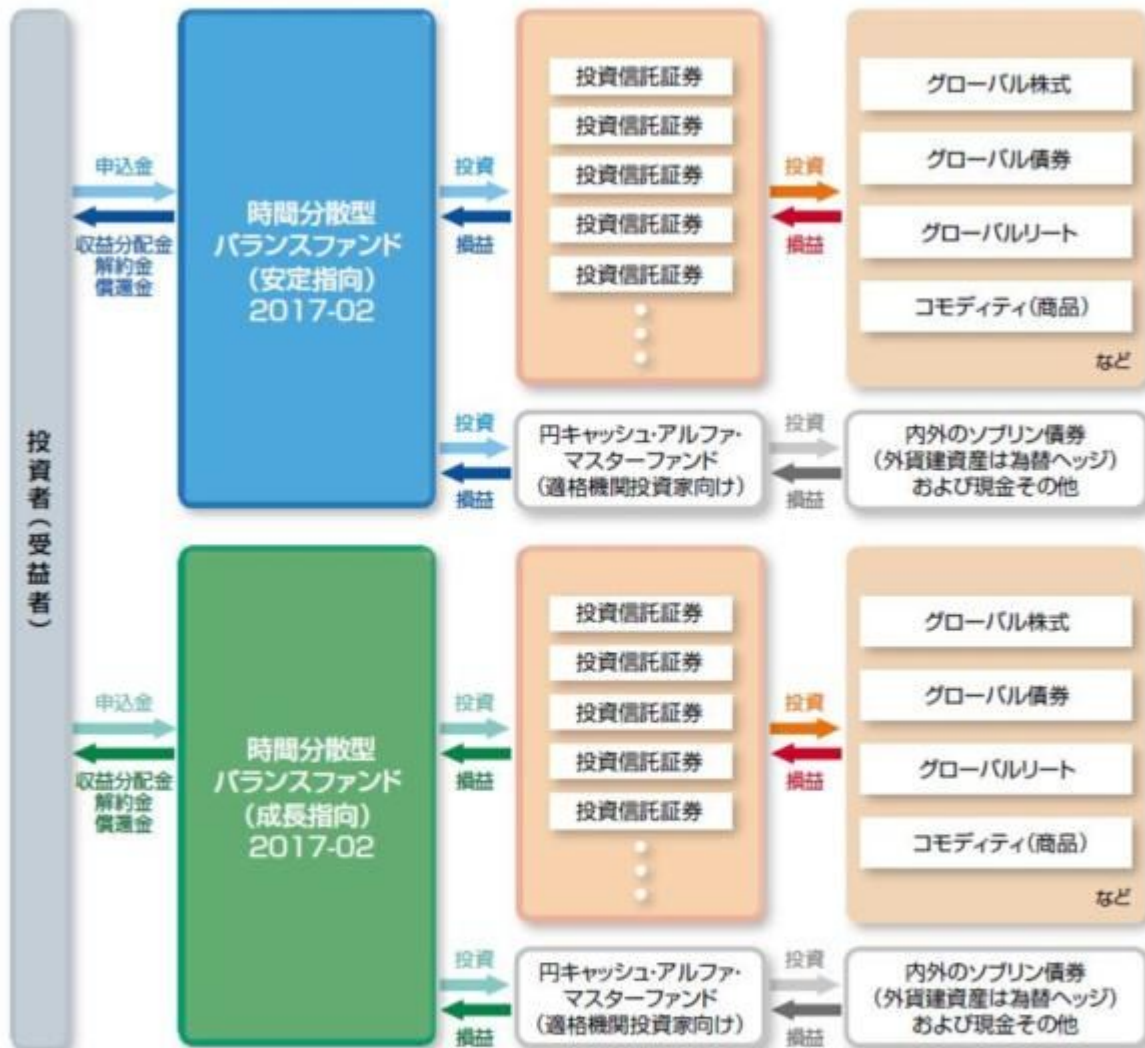 投資者（受益者）
申込金
収益分配金
解約金
償還金
時間分散型
バランスファンド
（安定指向）
2017-02
投資
損益
投資信託証券
投資信託証券
投資信託証券
投資信託証券
投資信託証券
投資
損益
グローバル株式
グローバル債券
グローバルリート
コモディティ（商品）
など
投資
損益
円キャッシュ・アルファ・
マスターファンド
（適格機関投資家向け）
投資
損益
内外のソブリン債券
（外貨建資産は為替ヘッジ）
および現金その他
申込金
収益分配金
解約金
償還金
時間分散型
バランスファンド
（成長指向）
2017-02
投資
損益
投資信託証券
投資信託証券
投資信託証券
投資信託証券
投資信託証券
投資
損益
グローバル株式
グローバル債券
グローバルリート
コモディティ（商品）
など
投資
損益
円キャッシュ・アルファ・
マスターファンド
（適格機関投資家向け）
投資
損益
内外のソブリン債券
（外貨建資産は為替ヘッジ）
および現金その他